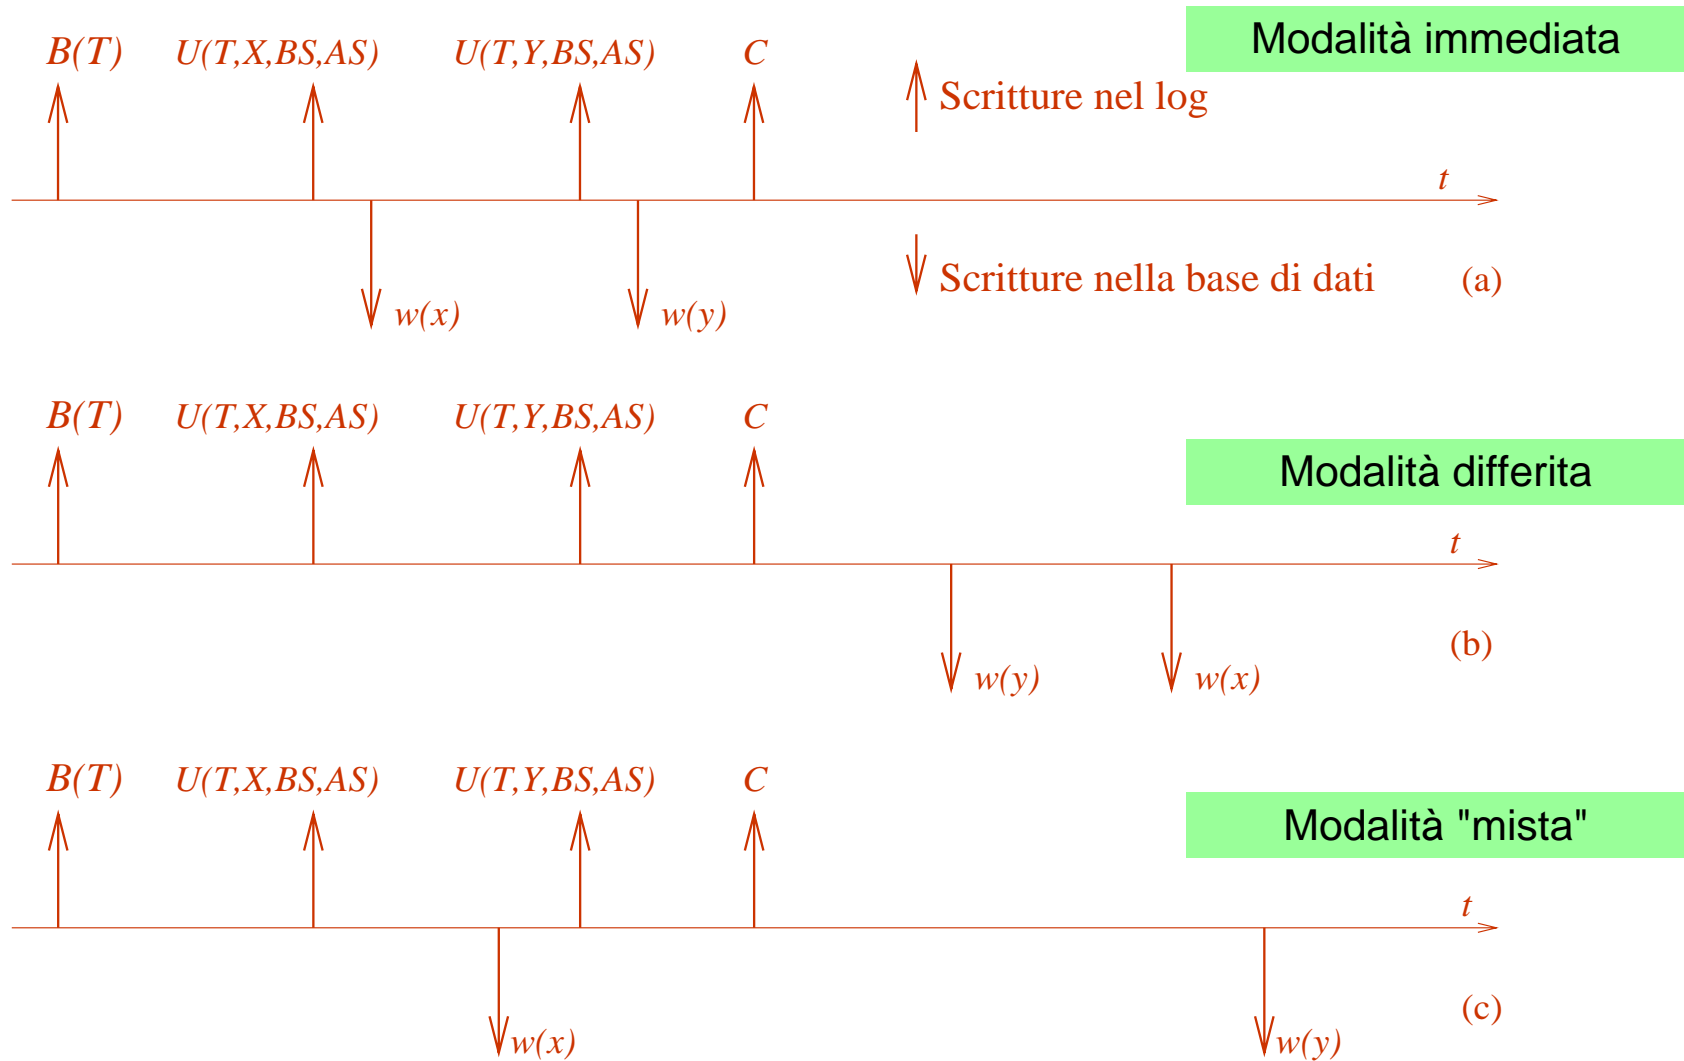 Modalità immediata
B(T) U(T,X,BS,AS) U(T,Y,BS,AS) C
Scritture nel log
t
Scritture nella base di dati (a)
w(x) w(y)
B(T) U(T,X,BS,AS) U(T,Y,BS,AS) C
Modalità differita
t
(b)
w(y) w(x)
B(T) U(T,X,BS,AS) U(T,Y,BS,AS) C
Modalità "mista"
t
(c)
w(x) w(y)